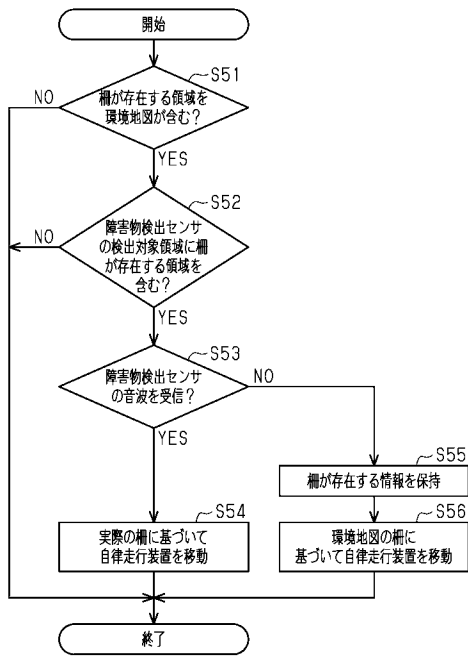 開始
S51
柵が存在する領域を
環境地図が含む？
NO
YES
S52
障害物検出センサ
の検出対象領域に柵
が存在する領域を
含む？
NO
YES
S53
障害物検出センサ
の音波を受信？
NO
YES
S55
柵が存在する情報を保持
S54
実際の柵に基づいて
自律走行装置を移動
S56
環境地図の柵に
基づいて自律走行装置を移動
終了